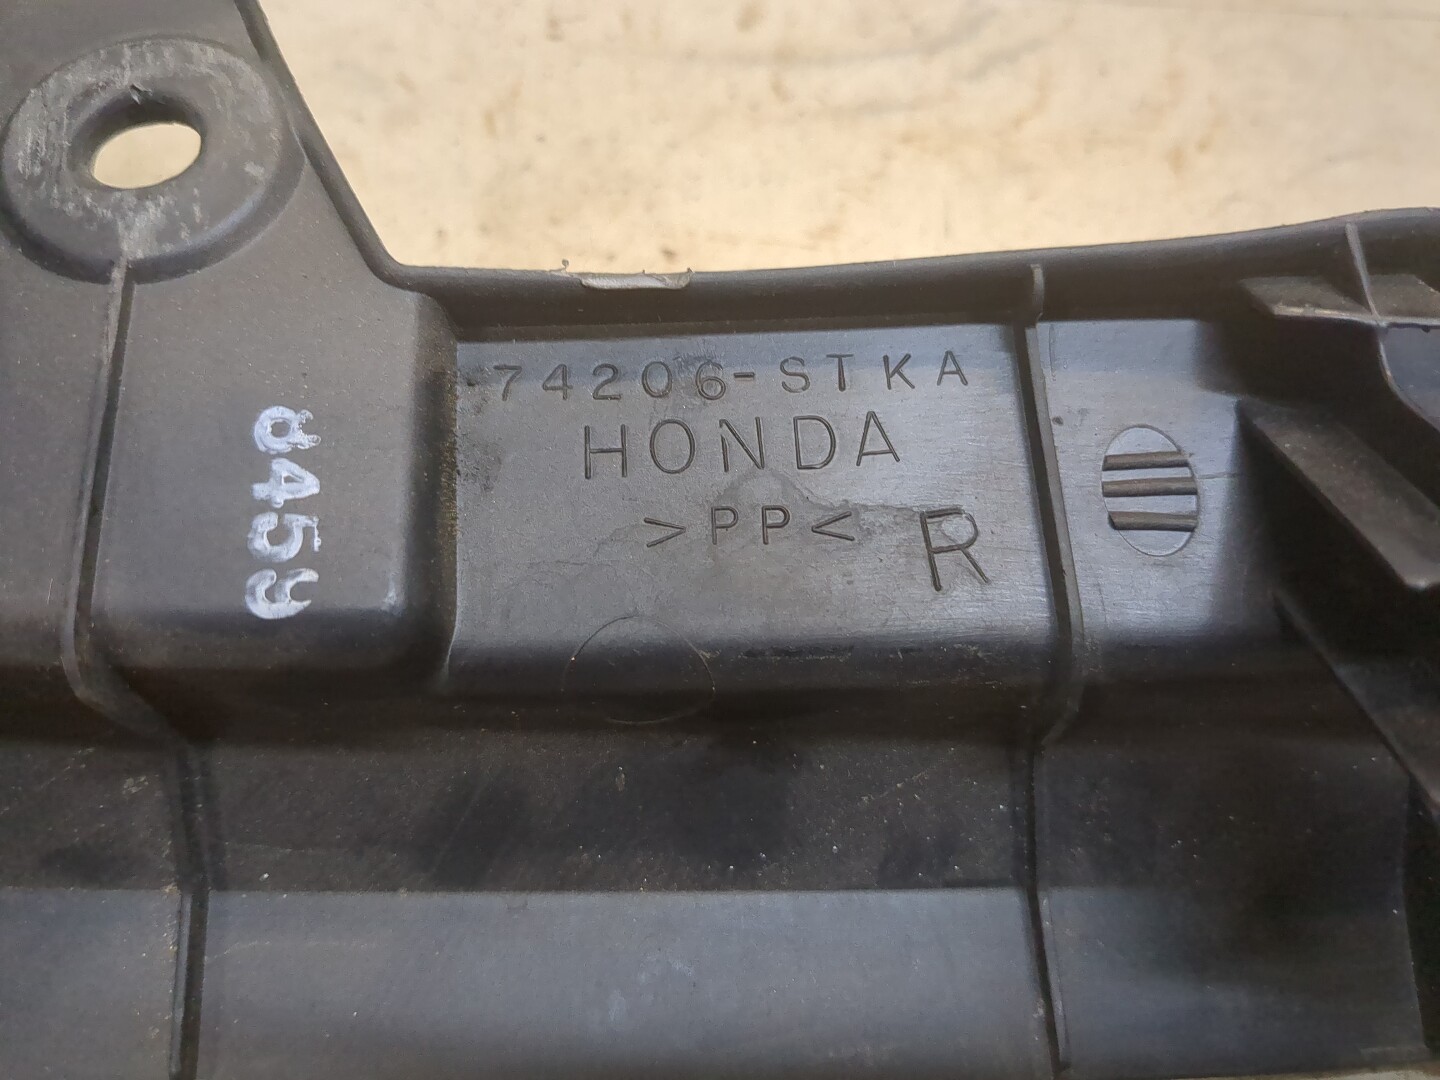 74206-STKA
HONDA
>PP<
R
8459